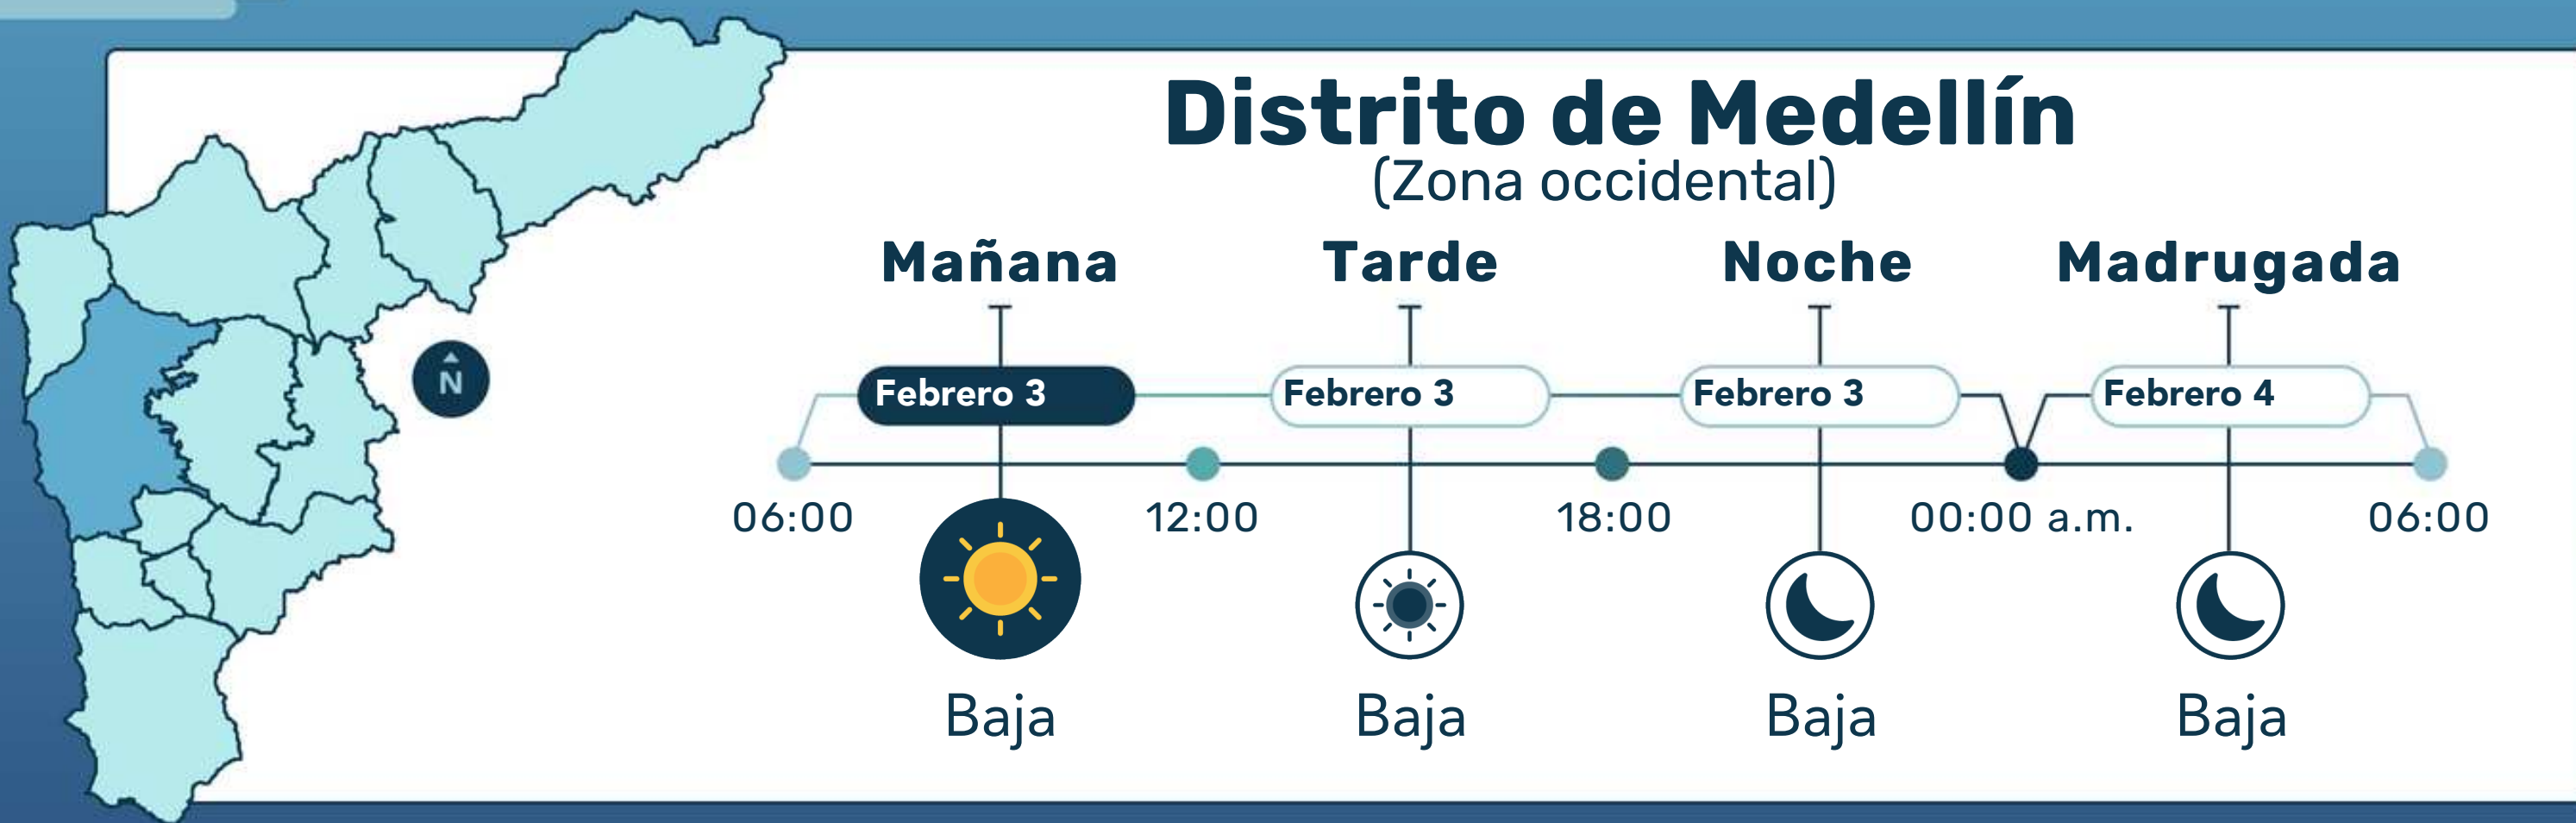 Distrito de Medellín
(Zona occidental)
Mañana Tarde Noche Madrugada
Febrero 3 Febrero 3 Febrero 3 Febrero 4
N
06:00 12:00 18:00 00:00 a.m. 06:00
Baja Baja Baja Baja